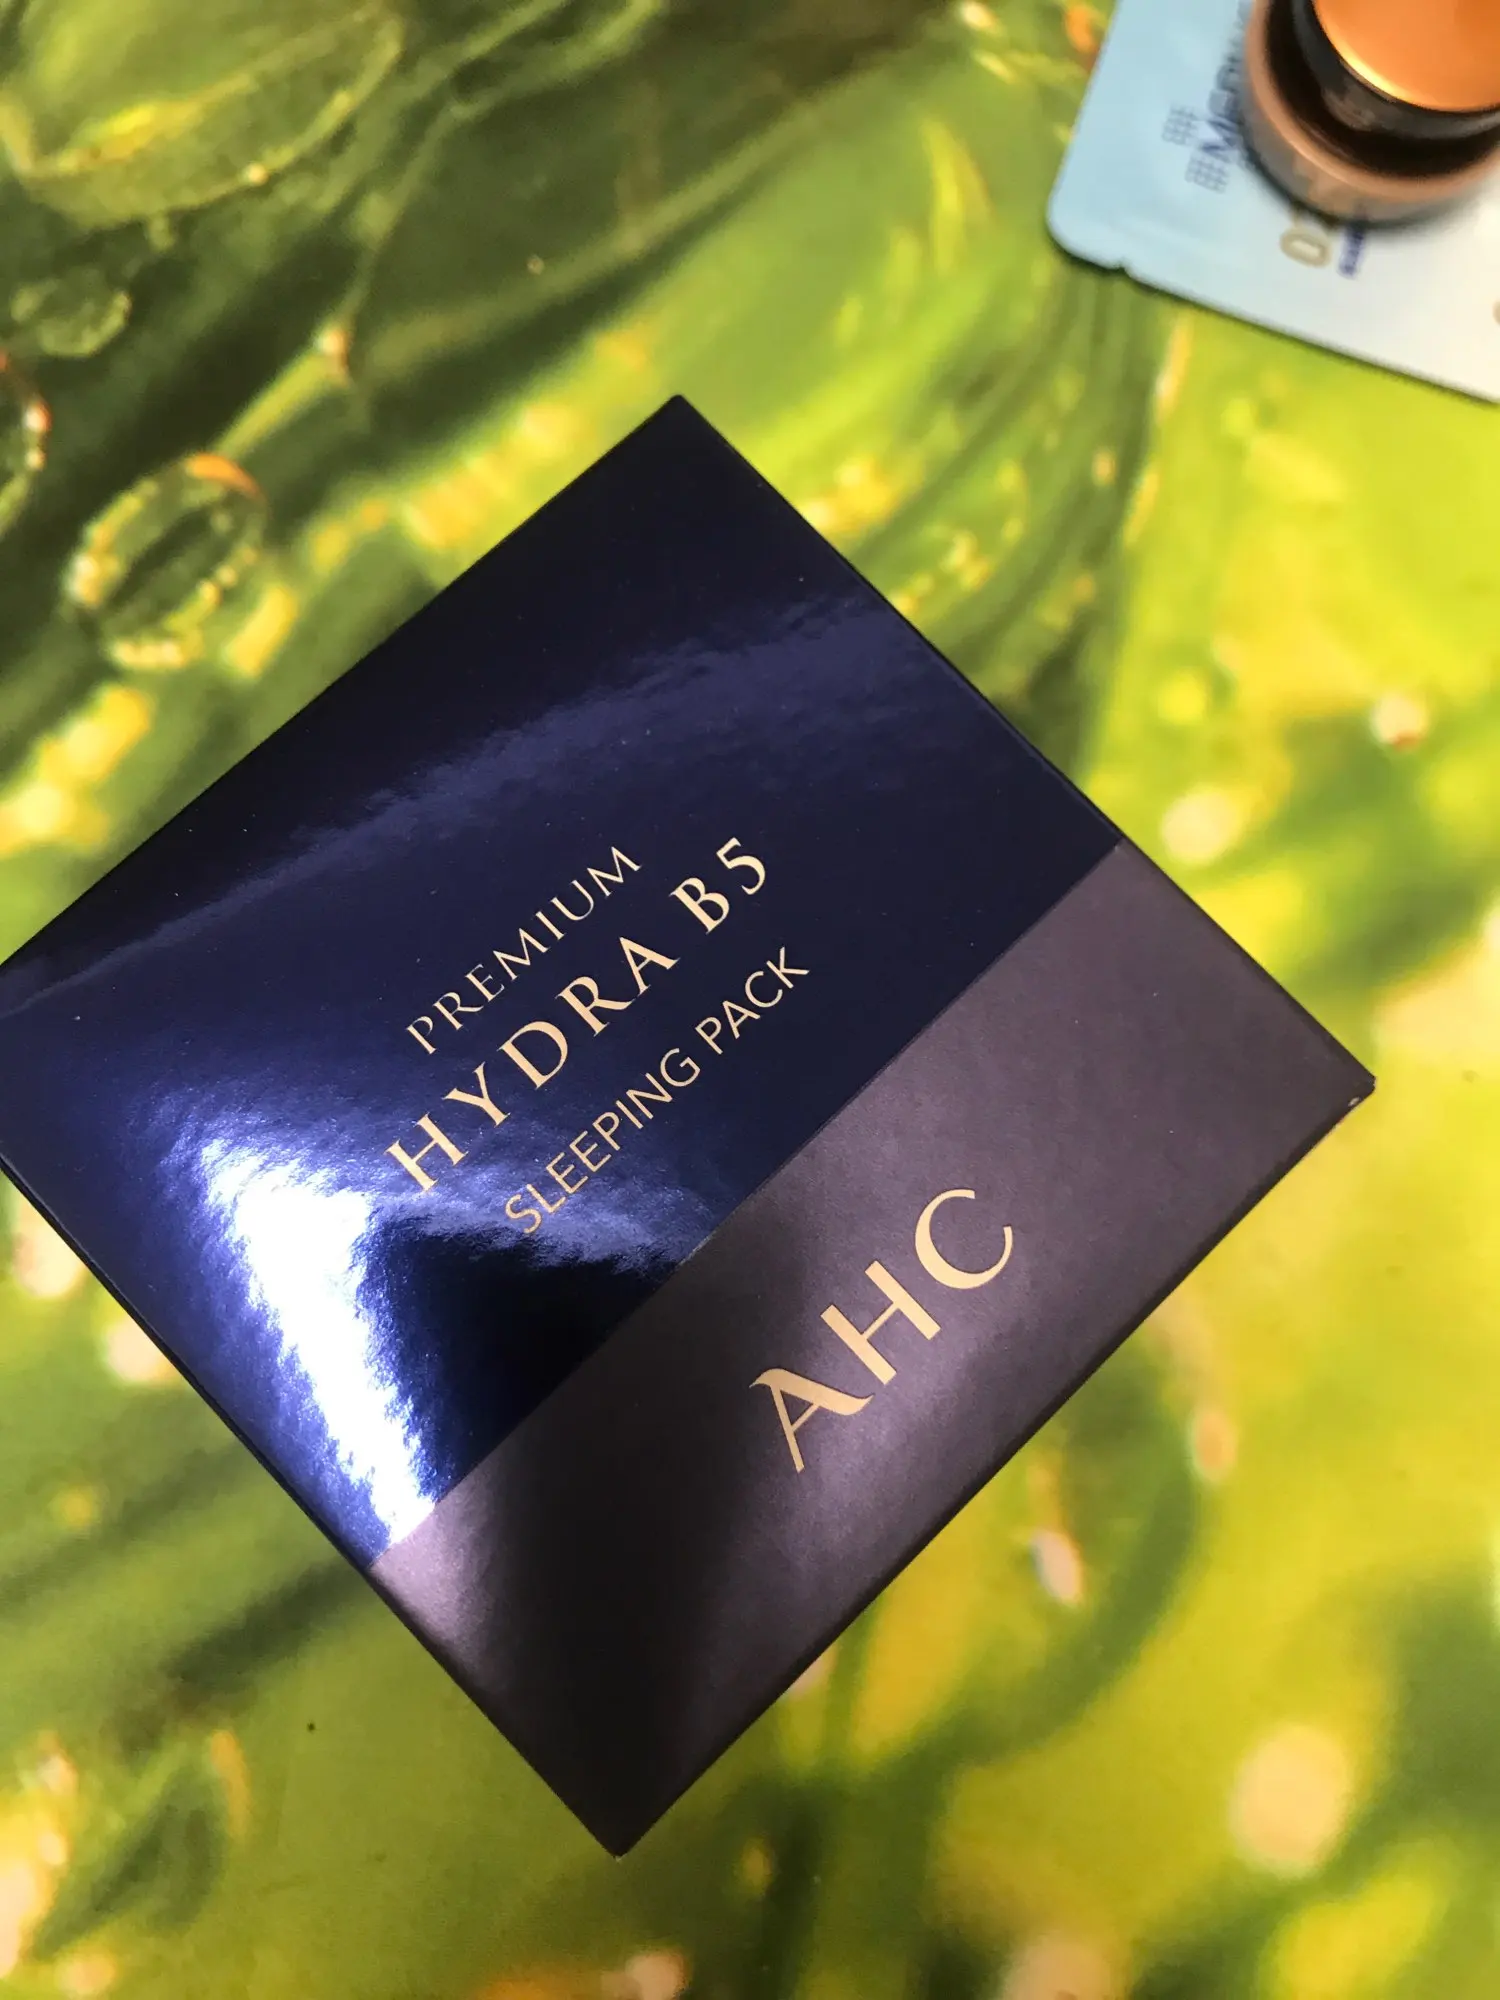 PREMIUM
HYDRA B5
SLEEPING PACK
AHC